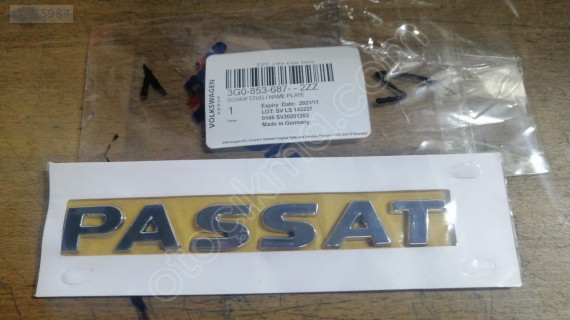 VOLKSWAGEN
3G0-853-687- - 2ZZ
SCHRIFTZUG / NAME PLATE
1
Expiry Date: 2021/11
LOT: SV LS 143227
Made in Germany
PASSAT